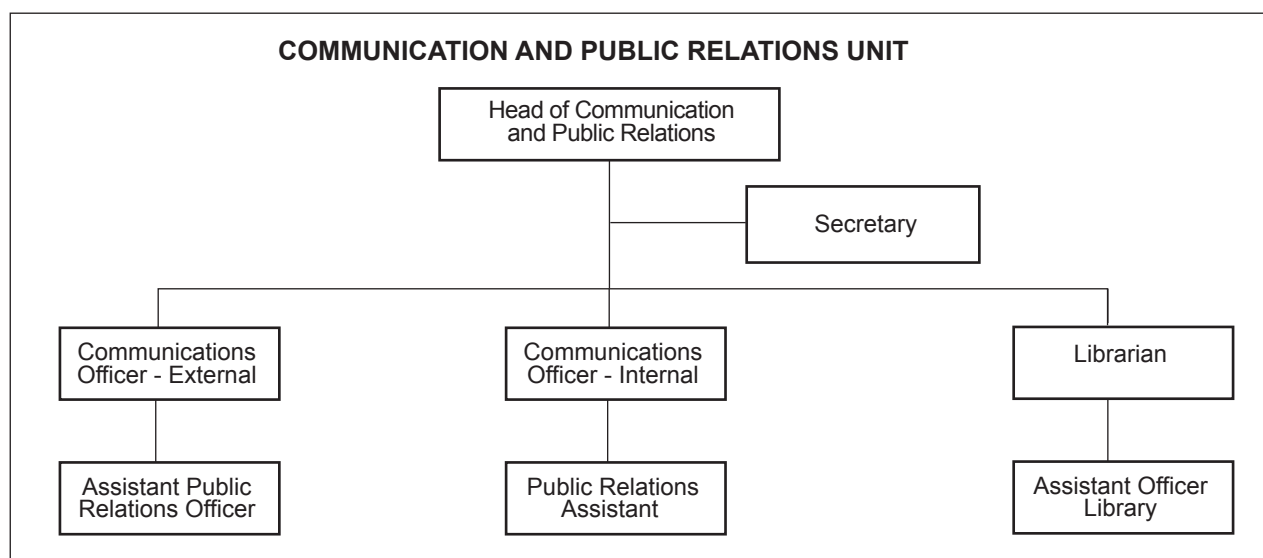 COMMUNICATION AND PUBLIC RELATIONS UNIT
Head of Communication
and Public Relations
Secretary
Communications
Officer - External
Communications
Officer - Internal
Librarian
Assistant Public
Relations Officer
Public Relations
Assistant
Assistant Officer
Library